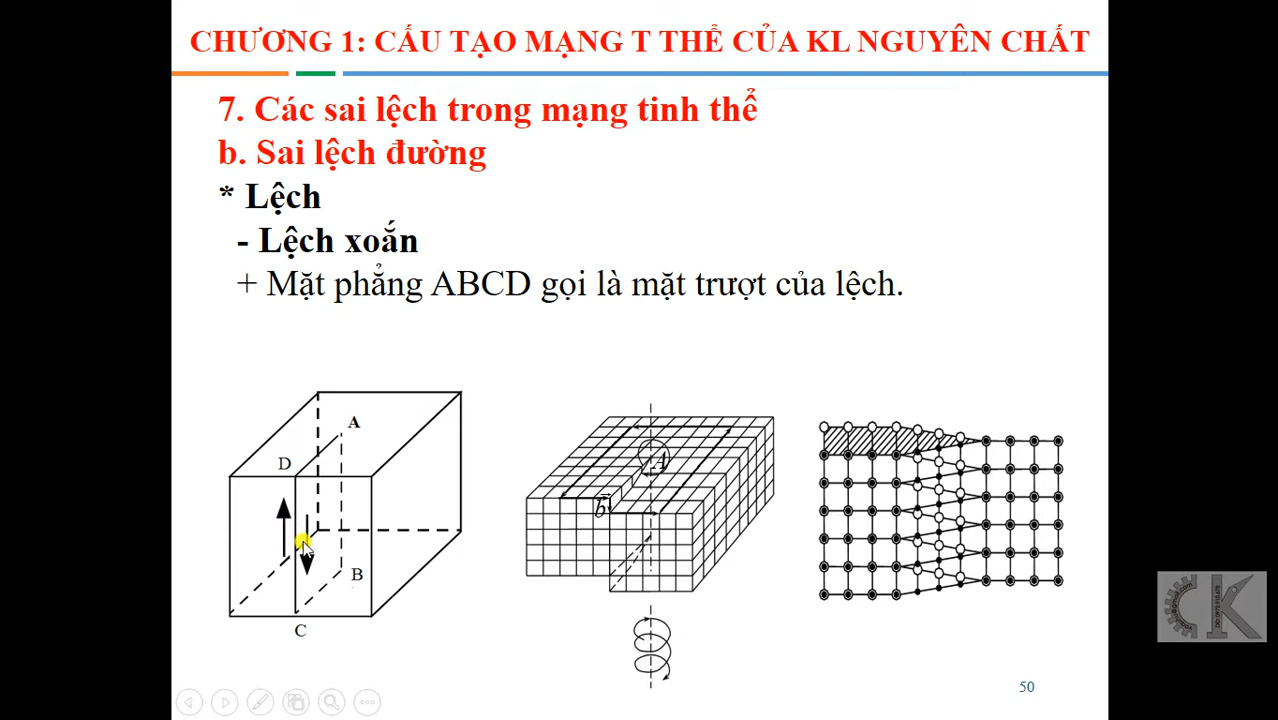 CHƯƠNG 1: CẤU TẠO MẠNG T THỂ CỦA KL NGUYÊN CHẤT
7. Các sai lệch trong mạng tinh thể
b. Sai lệch đường
* Lệch
- Lệch xoắn
+ Mặt phẳng ABCD gọi là mặt trượt của lệch.
A
D
B
C
A
b
50